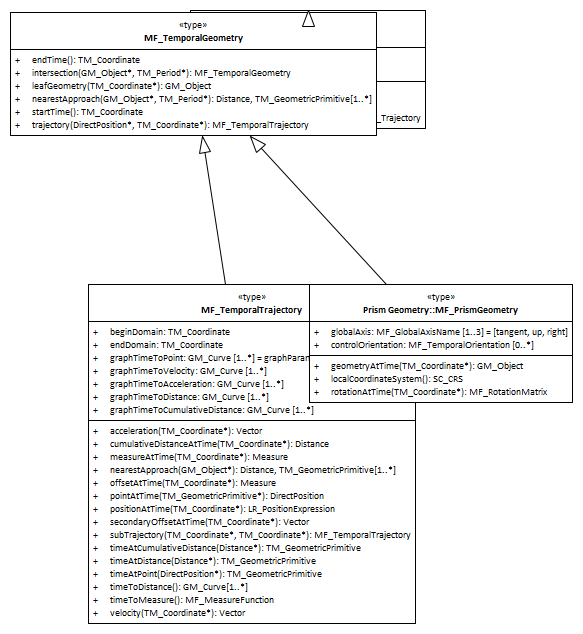 «type»
MF_TemporalGeometry
+ endTime(): TM_Coordinate
+ intersection(GM_Object*, TM_Period*): MF_TemporalGeometry
+ leafGeometry(TM_Coordinate*): GM_Object
+ nearestApproach(GM_Object*, TM_Period*): Distance, TM_GeometricPrimitive[1..*]
+ startTime(): TM_Coordinate
_Trajectory
+ trajectory(DirectPosition*, TM_Coordinate*): MF_TemporalTrajectory
«type»
MF_TemporalTrajectory
+ beginDomain: TM_Coordinate
+ endDomain: TM_Coordinate
+ graphTimeToPoint: GM_Curve [1..*] = graphParan
+ graphTimeToVelocity: GM_Curve [1..*]
+ graphTimeToAcceleration: GM_Curve [1..*]
+ graphTimeToDistance: GM_Curve [1..*]
+ graphTimeToCumulativeDistance: GM_Curve [1..*]
+ acceleration(TM_Coordinate*): Vector
+ cumulativeDistanceAtTime(TM_Coordinate*): Distance
+ measureAtTime(TM_Coordinate*): Measure
+ nearestApproach(GM_Object*): Distance, TM_GeometricPrimitive[1..*]
+ offsetAtTime(TM_Coordinate*): Measure
+ pointAtTime(TM_GeometricPrimitive*): DirectPosition
+ positionAtTime(TM_Coordinate*): LR_PositionExpression
+ secondaryOffsetAtTime(TM_Coordinate*): Vector
+ subTrajectory(TM_Coordinate*, TM_Coordinate*): MF_TemporalTrajectory
+ timeAtCumulativeDistance(Distance*): TM_GeometricPrimitive
+ timeAtDistance(Distance*): TM_GeometricPrimitive
+ timeAtPoint(DirectPosition*): TM_GeometricPrimitive
+ timeToDistance(): GM_Curve[1..*]
+ timeToMeasure(): MF_MeasureFunction
+ velocity(TM_Coordinate*): Vector
«type»
Prism Geometry::MF_PrismGeometry
+ globalAxis: MF_GlobalAxisName [1..3] = [tangent, up, right]
+ controlOrientation: MF_TemporalOrientation [0..*]
+ geometryAtTime(TM_Coordinate*): GM_Object
+ localCoordinateSystem(): SC_CRS
+ rotationAtTime(TM_Coordinate*): MF_RotationMatrix